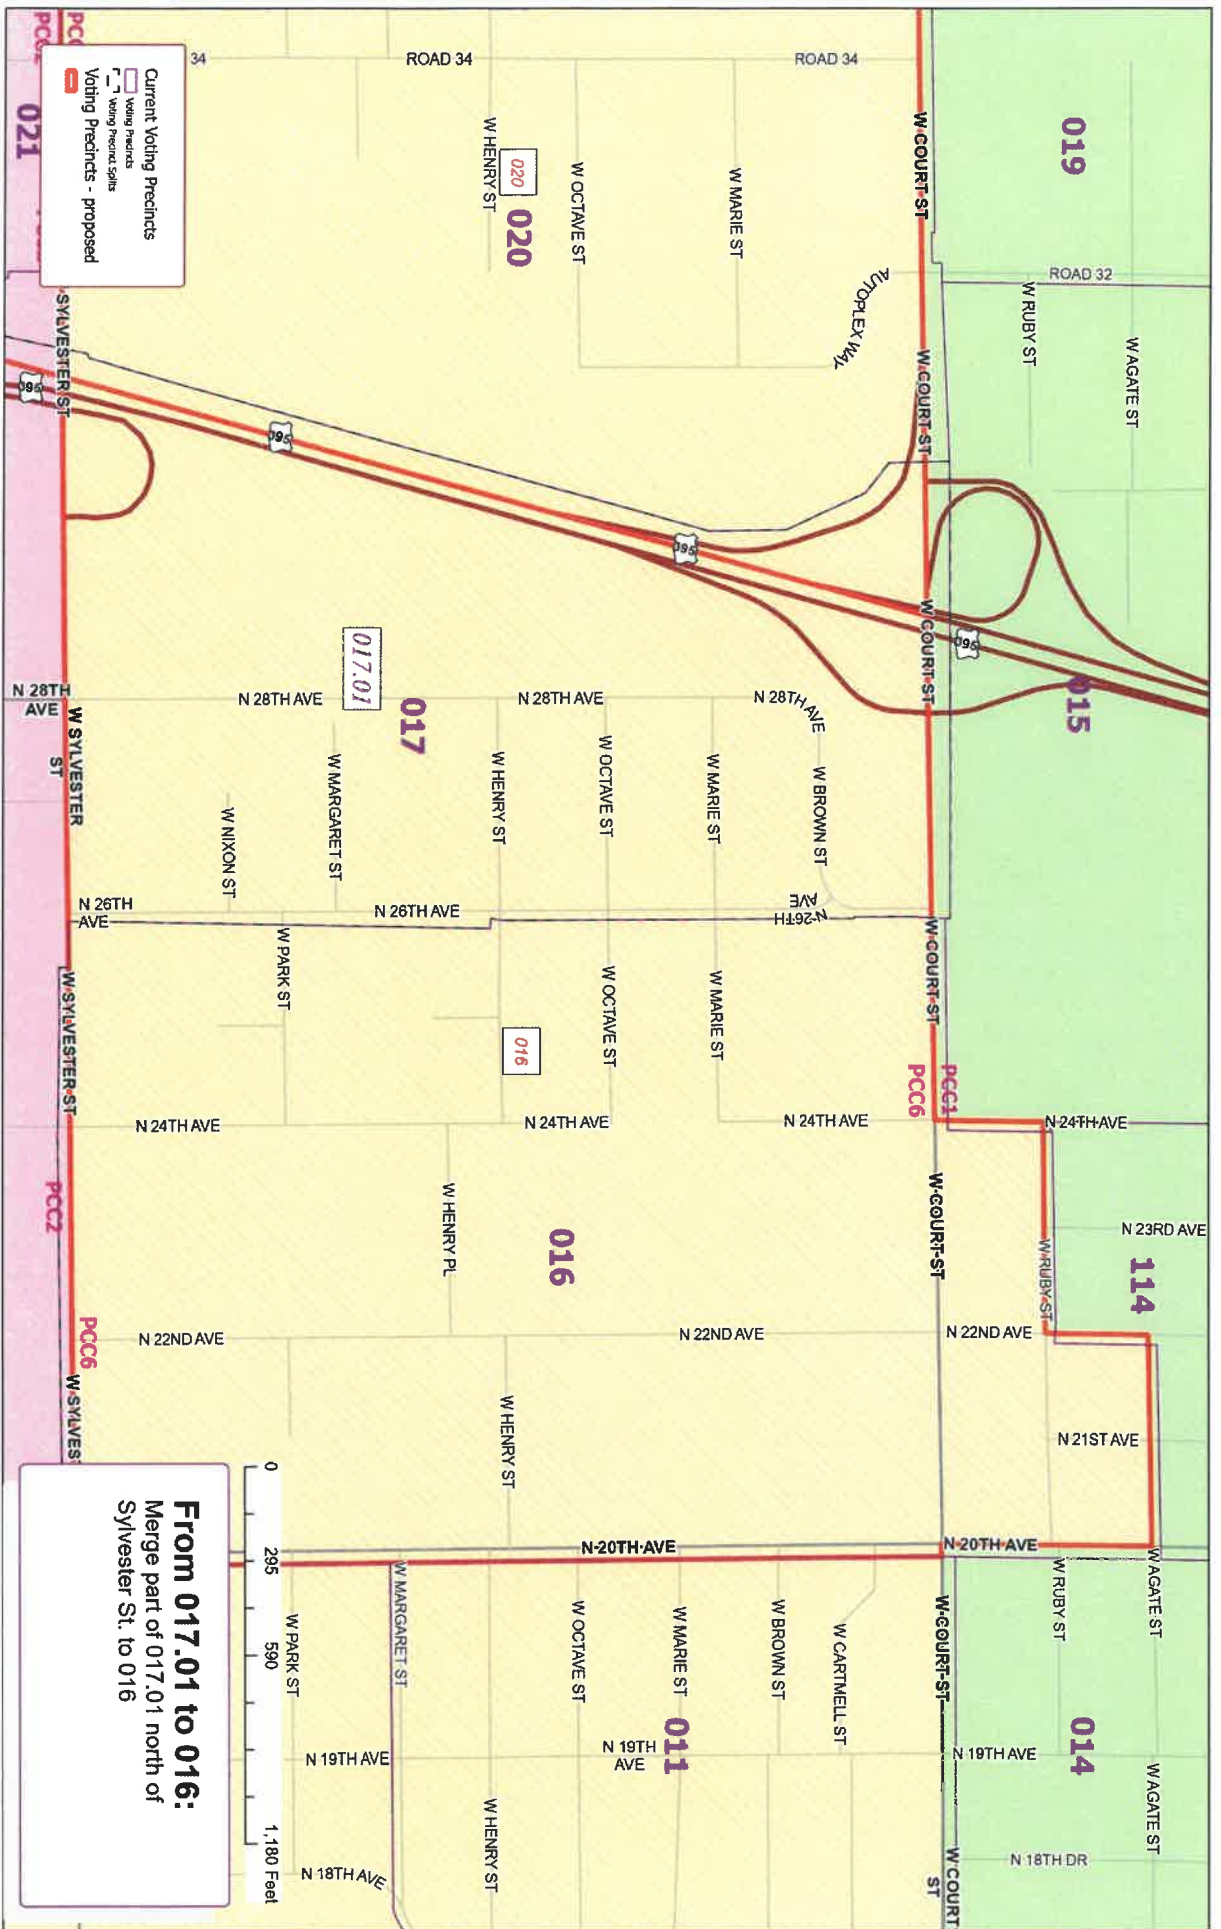 019
W AGATE ST
W RUBY ST
ROAD 32
015
114
N 23RD AVE
N 24TH AVE
W RUBY ST
N 22ND AVE
N 21ST AVE
N 20TH AVE
W AGATE ST
W RUBY ST
014
W AGATE ST
N 19TH AVE
N 18TH DR
W COURT ST
W COURT ST
W COURT ST
W COURT ST
W COURT ST
W COURT ST
W COURT
ST
PCC1
PCC6
395
ROAD 34
ROAD 34
34
W MARIE ST
AUTOPLEX WAY
W OCTAVE ST
020
020
W HENRY ST
395
395
395
N 28TH AVE
W BROWN ST
N 26TH
AVE
W MARIE ST
W MARIE ST
N 24TH AVE
N 28TH AVE
W OCTAVE ST
W OCTAVE ST
N 24TH AVE
W HENRY ST
016
016
N 22ND AVE
W HENRY ST
W HENRY PL
N 20TH AVE
W CARTMELL ST
W BROWN ST
W MARIE ST
011
N 19TH
AVE
W OCTAVE ST
W HENRY ST
W MARGARET ST
N 19TH AVE
N 18TH AVE
W PARK ST
017
017.01
N 28TH AVE
W MARGARET ST
N 26TH AVE
W PARK ST
W NIXON ST
N 24TH AVE
N 22ND AVE
N 26TH
AVE
N 28TH
AVE
SYLVESTER ST
W SYLVESTER
ST
W SYLVESTER ST
PCC2
PCC6
W SYLVES
021
Current Voting Precincts
Voting Precincts
Voting Precinct Splits
Voting Precincts - proposed
0
295
590
1,180 Feet
From 017.01 to 016:
Merge part of 017.01 north of
Sylvester St. to 016